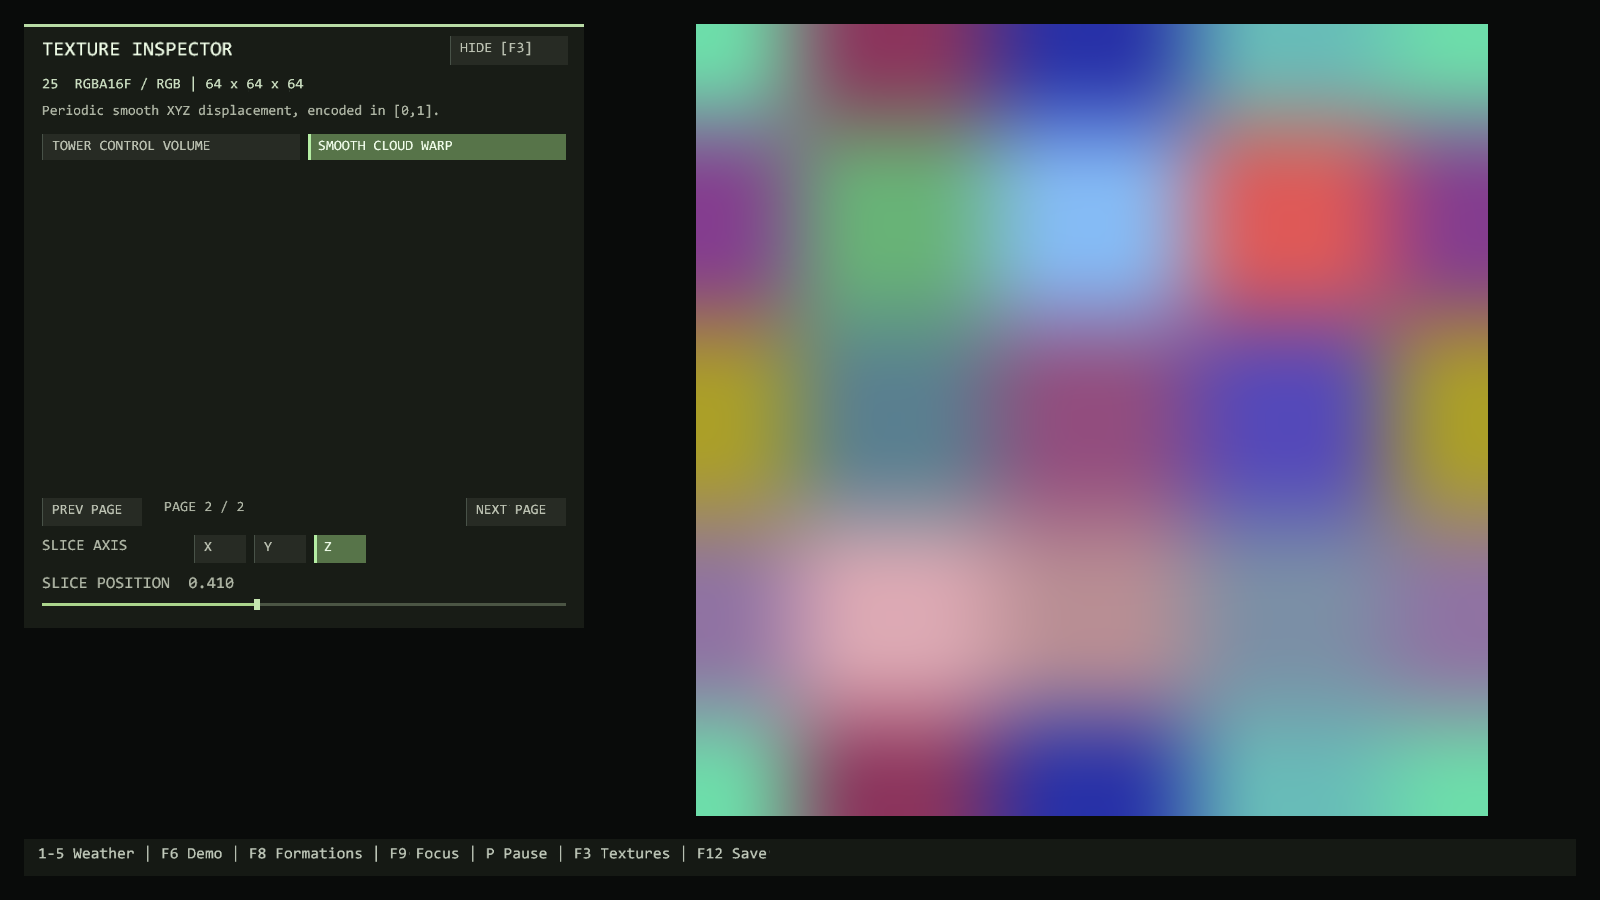 TEXTURE INSPECTOR
HIDE [F3]
25  RGBA16F / RGB | 64 x 64 x 64
Periodic smooth XYZ displacement, encoded in [0,1].
TOWER CONTROL VOLUME
SMOOTH CLOUD WARP
PREV PAGE
PAGE 2 / 2
NEXT PAGE
SLICE AXIS
X
Y
Z
SLICE POSITION  0.410
1-5 Weather | F6 Demo | F8 Formations | F9 Focus | P Pause | F3 Textures | F12 Save